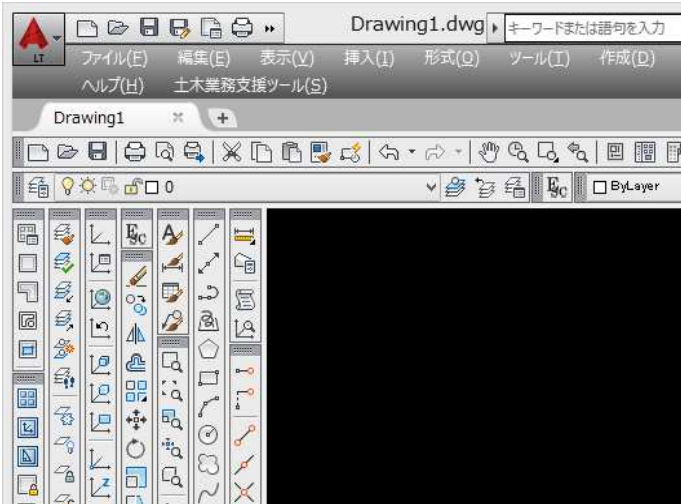 Drawing1.dwg キーワードまたは語句を入力
LT
ファイル(F) 編集(E) 表示(V) 挿入(I) 形式(O) ツール(T) 作成(D)
ヘルプ(H) 土木業務支援ツール(S)
Drawing1
0 ESC ByLayer
ESC